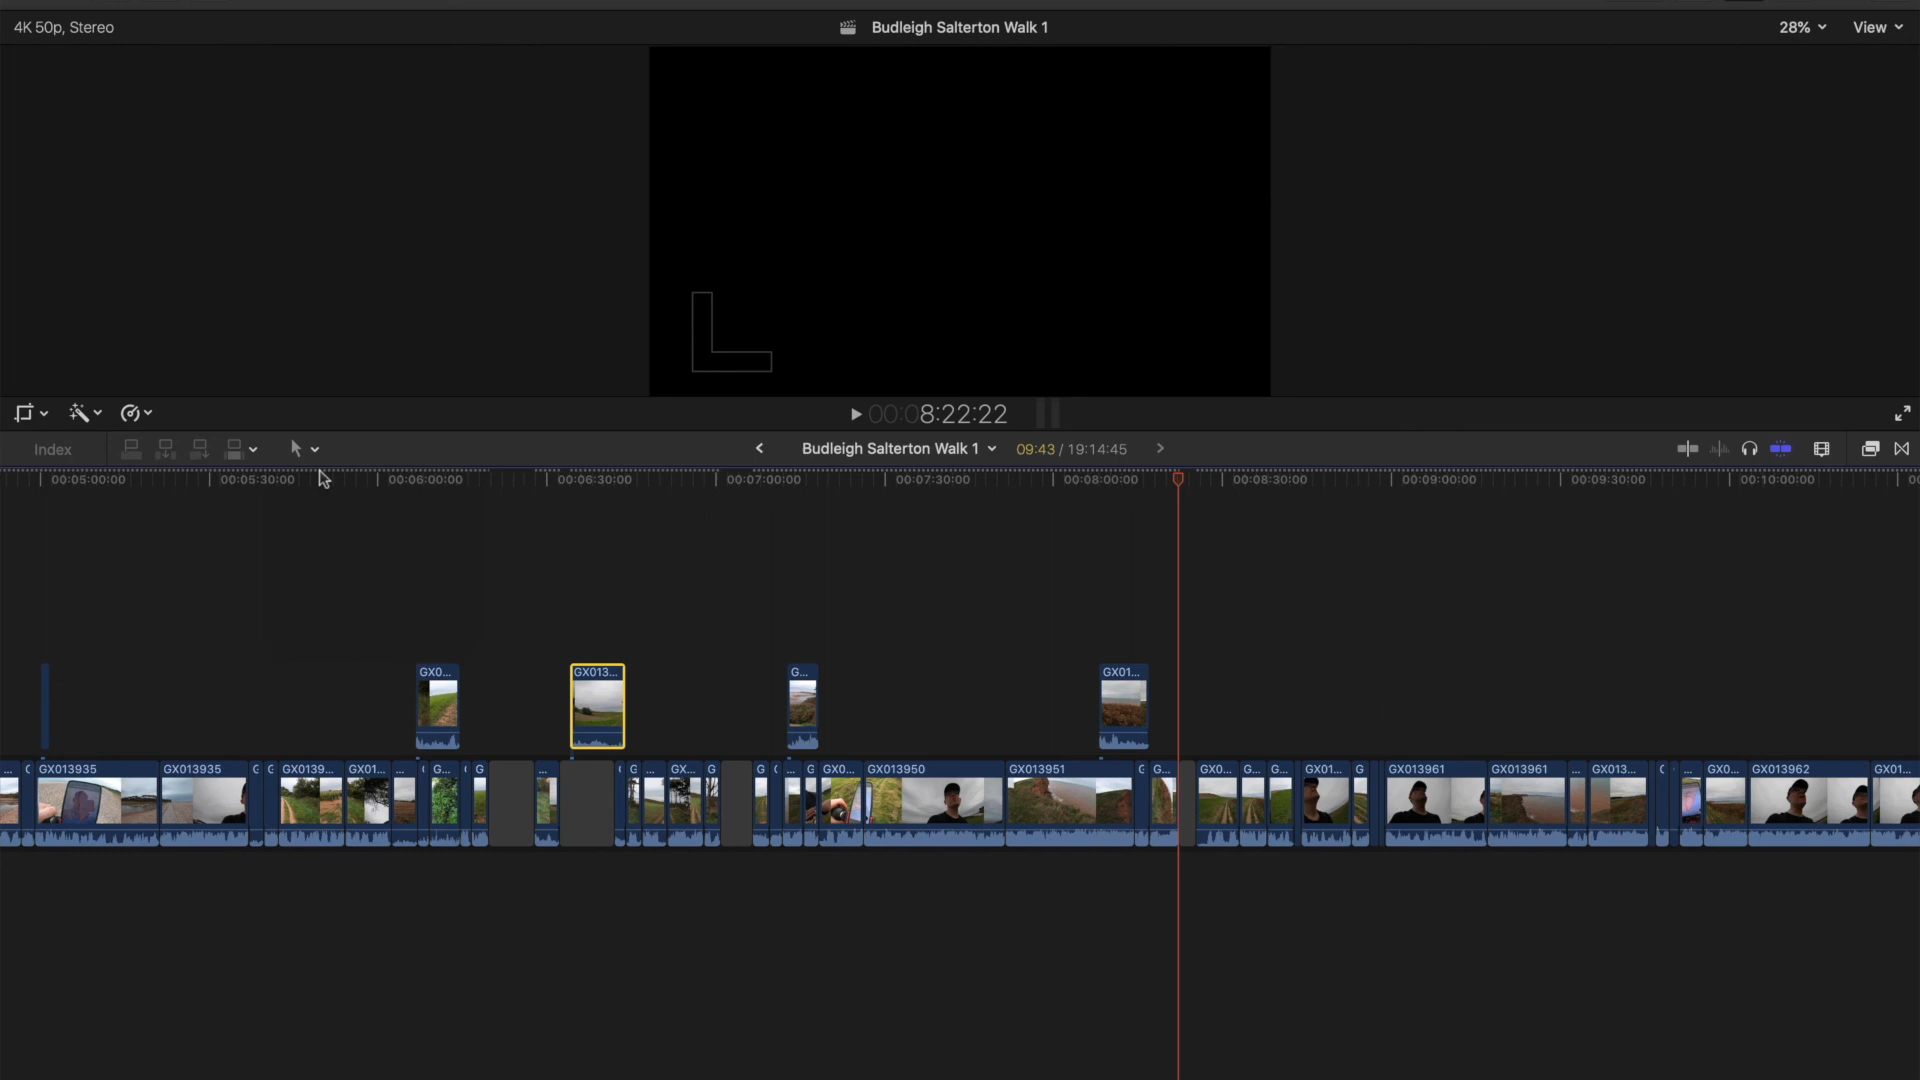 4K 50p, Stereo
Budleigh Salterton Walk 1
28%
View
00:08:22:22
Index
Budleigh Salterton Walk 1
09:43 / 19:14:45
00:05:00:00
00:05:30:00
00:06:00:00
00:06:30:00
00:07:00:00
00:07:30:00
00:08:00:00
00:08:30:00
00:09:00:00
00:09:30:00
00:10:00:00
GX0...
GX013...
G...
GX01...
...
GX013935
GX013935
G
G
GX0139...
GX01...
...
G...
G
...
G
...
GX...
G
G
...
G
GX0...
GX013950
GX013951
G
G...
GX0...
G...
G...
GX01...
G
GX013961
GX013961
...
GX013...
...
GX0...
GX013962
GX01...